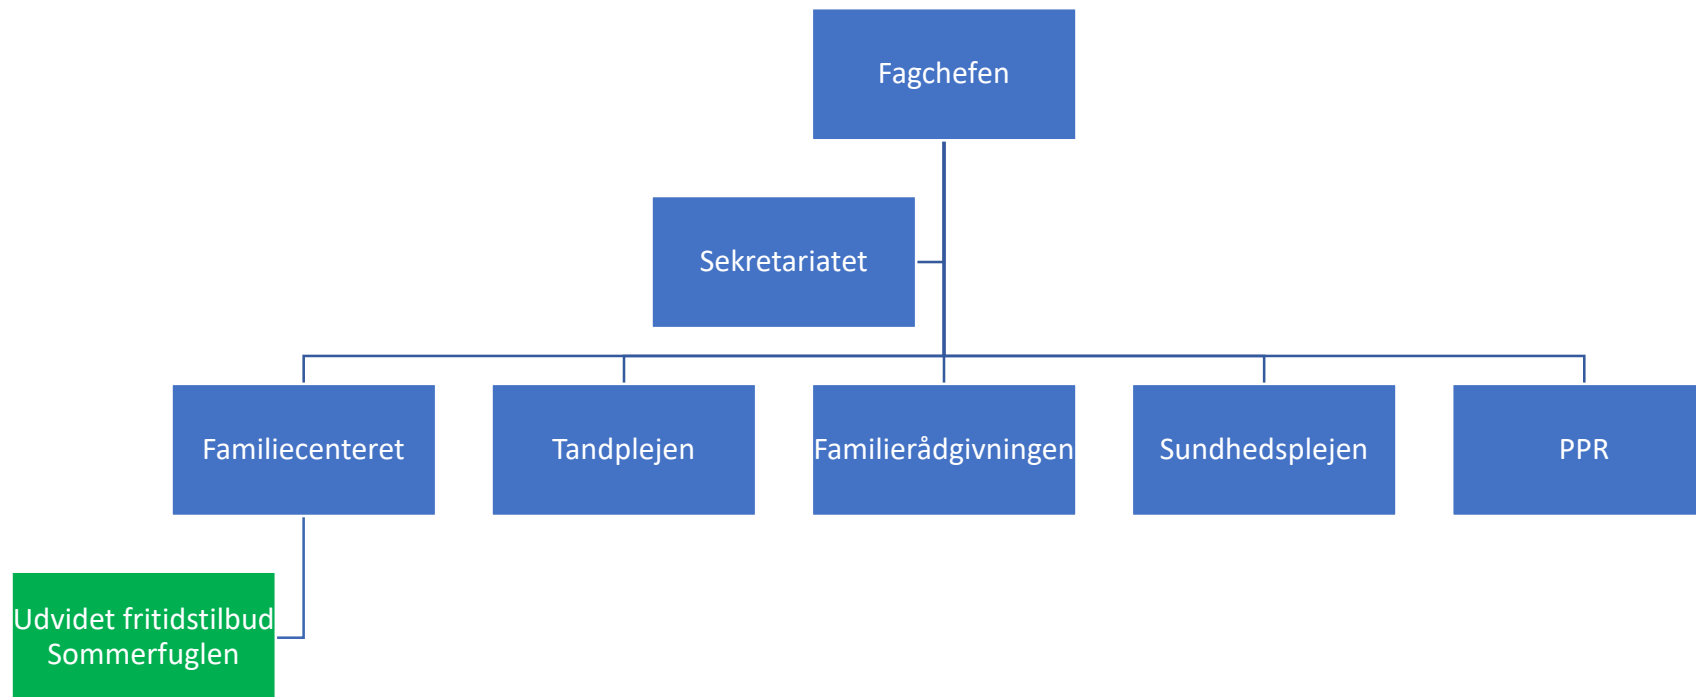 Fagchefen
Sekretariatet
Familiecenteret
Tandplejen
Familierådgivningen
Sundhedsplejen
PPR
Udvidet fritidstilbud
Sommerfuglen